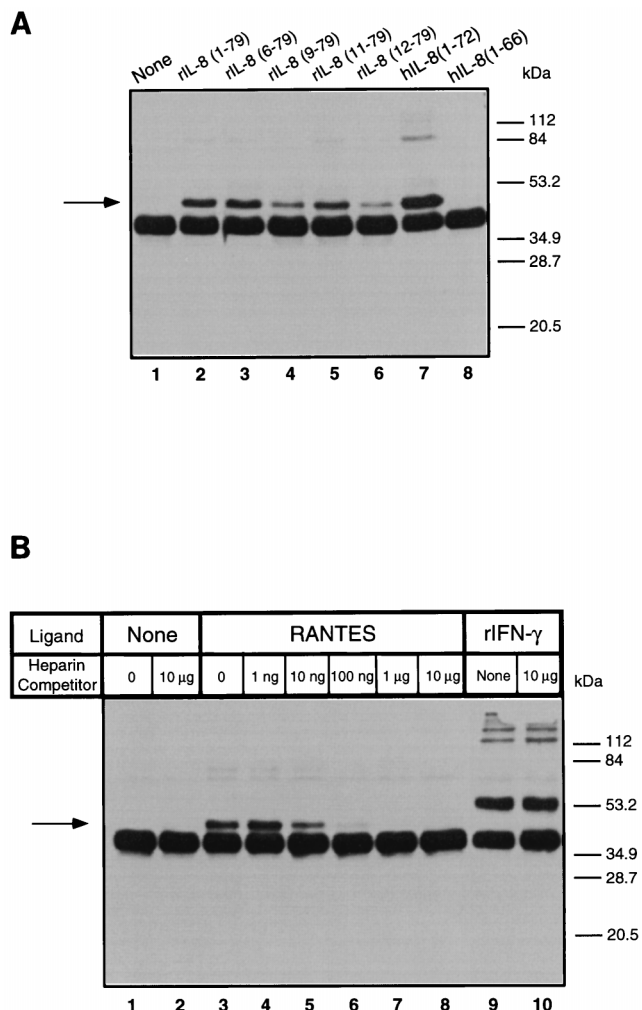 A
None rIL-8 (1-79) rIL-8 (6-79) rIL-8 (9-79) rIL-8 (11-79) rIL-8 (12-79) hIL-8(1-72) hIL-8(1-66)
kDa
112
84
53.2
34.9
28.7
20.5
1 2 3 4 5 6 7 8
B
Ligand None RANTES rIFN-γ
Heparin Competitor 0 10 µg 0 1 ng 10 ng 100 ng 1 µg 10 µg None 10 µg
kDa
112
84
53.2
34.9
28.7
20.5
1 2 3 4 5 6 7 8 9 10